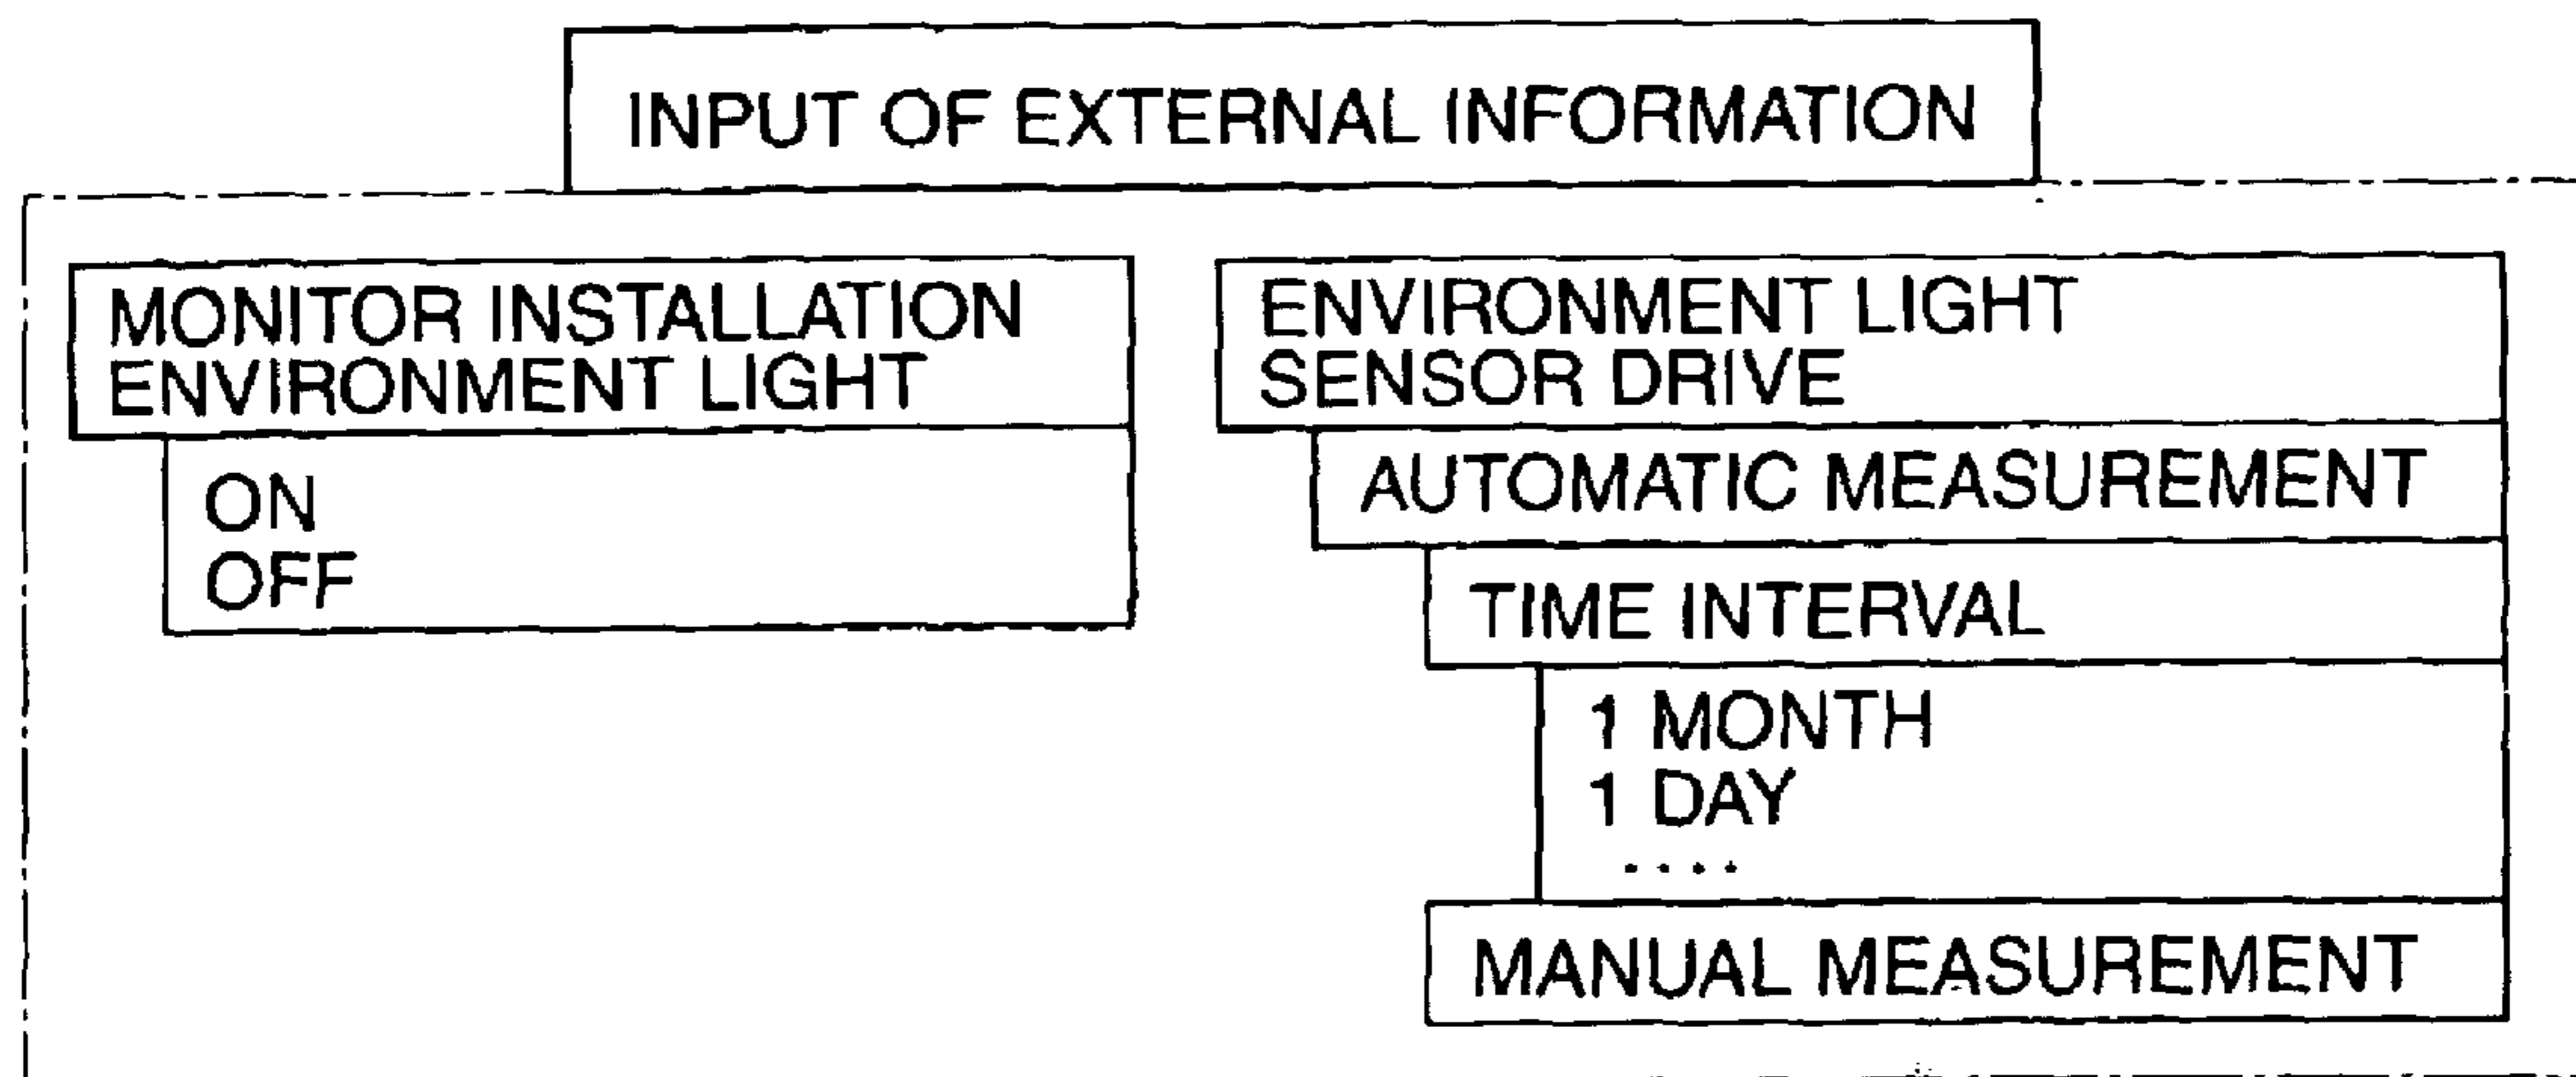 INPUT OF EXTERNAL INFORMATION
MONITOR INSTALLATION
ENVIRONMENT LIGHT
ON
OFF
ENVIRONMENT LIGHT
SENSOR DRIVE
AUTOMATIC MEASUREMENT
TIME INTERVAL
1 MONTH
1 DAY
....
MANUAL MEASUREMENT